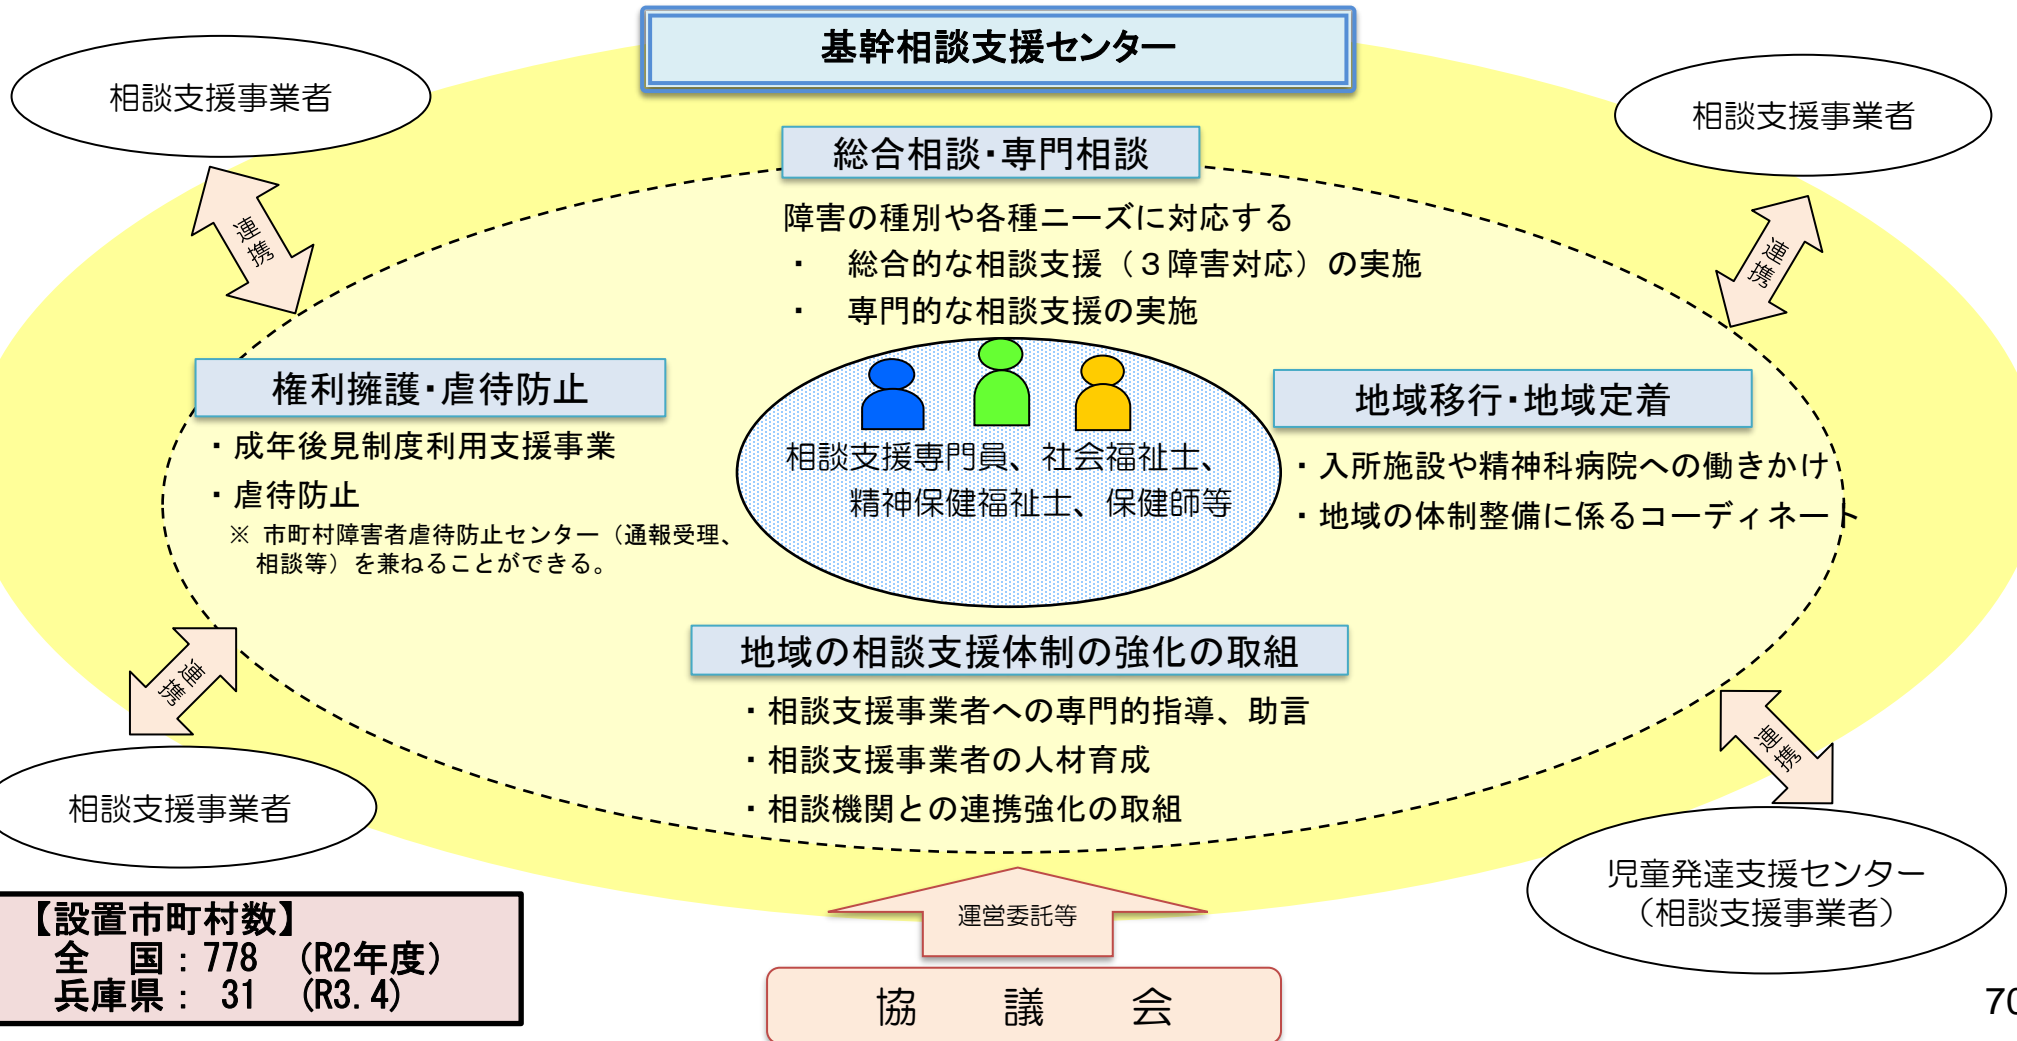 基幹相談支援センター
相談支援事業者
相談支援事業者
総合相談・専門相談
障害の種別や各種ニーズに対応する
・　総合的な相談支援（３障害対応）の実施
・　専門的な相談支援の実施
連携
連携
権利擁護・虐待防止
・成年後見制度利用支援事業
・虐待防止
※ 市町村障害者虐待防止センター（通報受理、
相談等）を兼ねることができる。
相談支援専門員、社会福祉士、
精神保健福祉士、保健師等
地域移行・地域定着
・入所施設や精神科病院への働きかけ
・地域の体制整備に係るコーディネート
地域の相談支援体制の強化の取組
・相談支援事業者への専門的指導、助言
・相談支援事業者の人材育成
・相談機関との連携強化の取組
連携
連携
相談支援事業者
児童発達支援センター
（相談支援事業者）
運営委託等
協　議　会
【設置市町村数】
全　国：778　（R2年度）
兵庫県：　31　（R3.4）
70